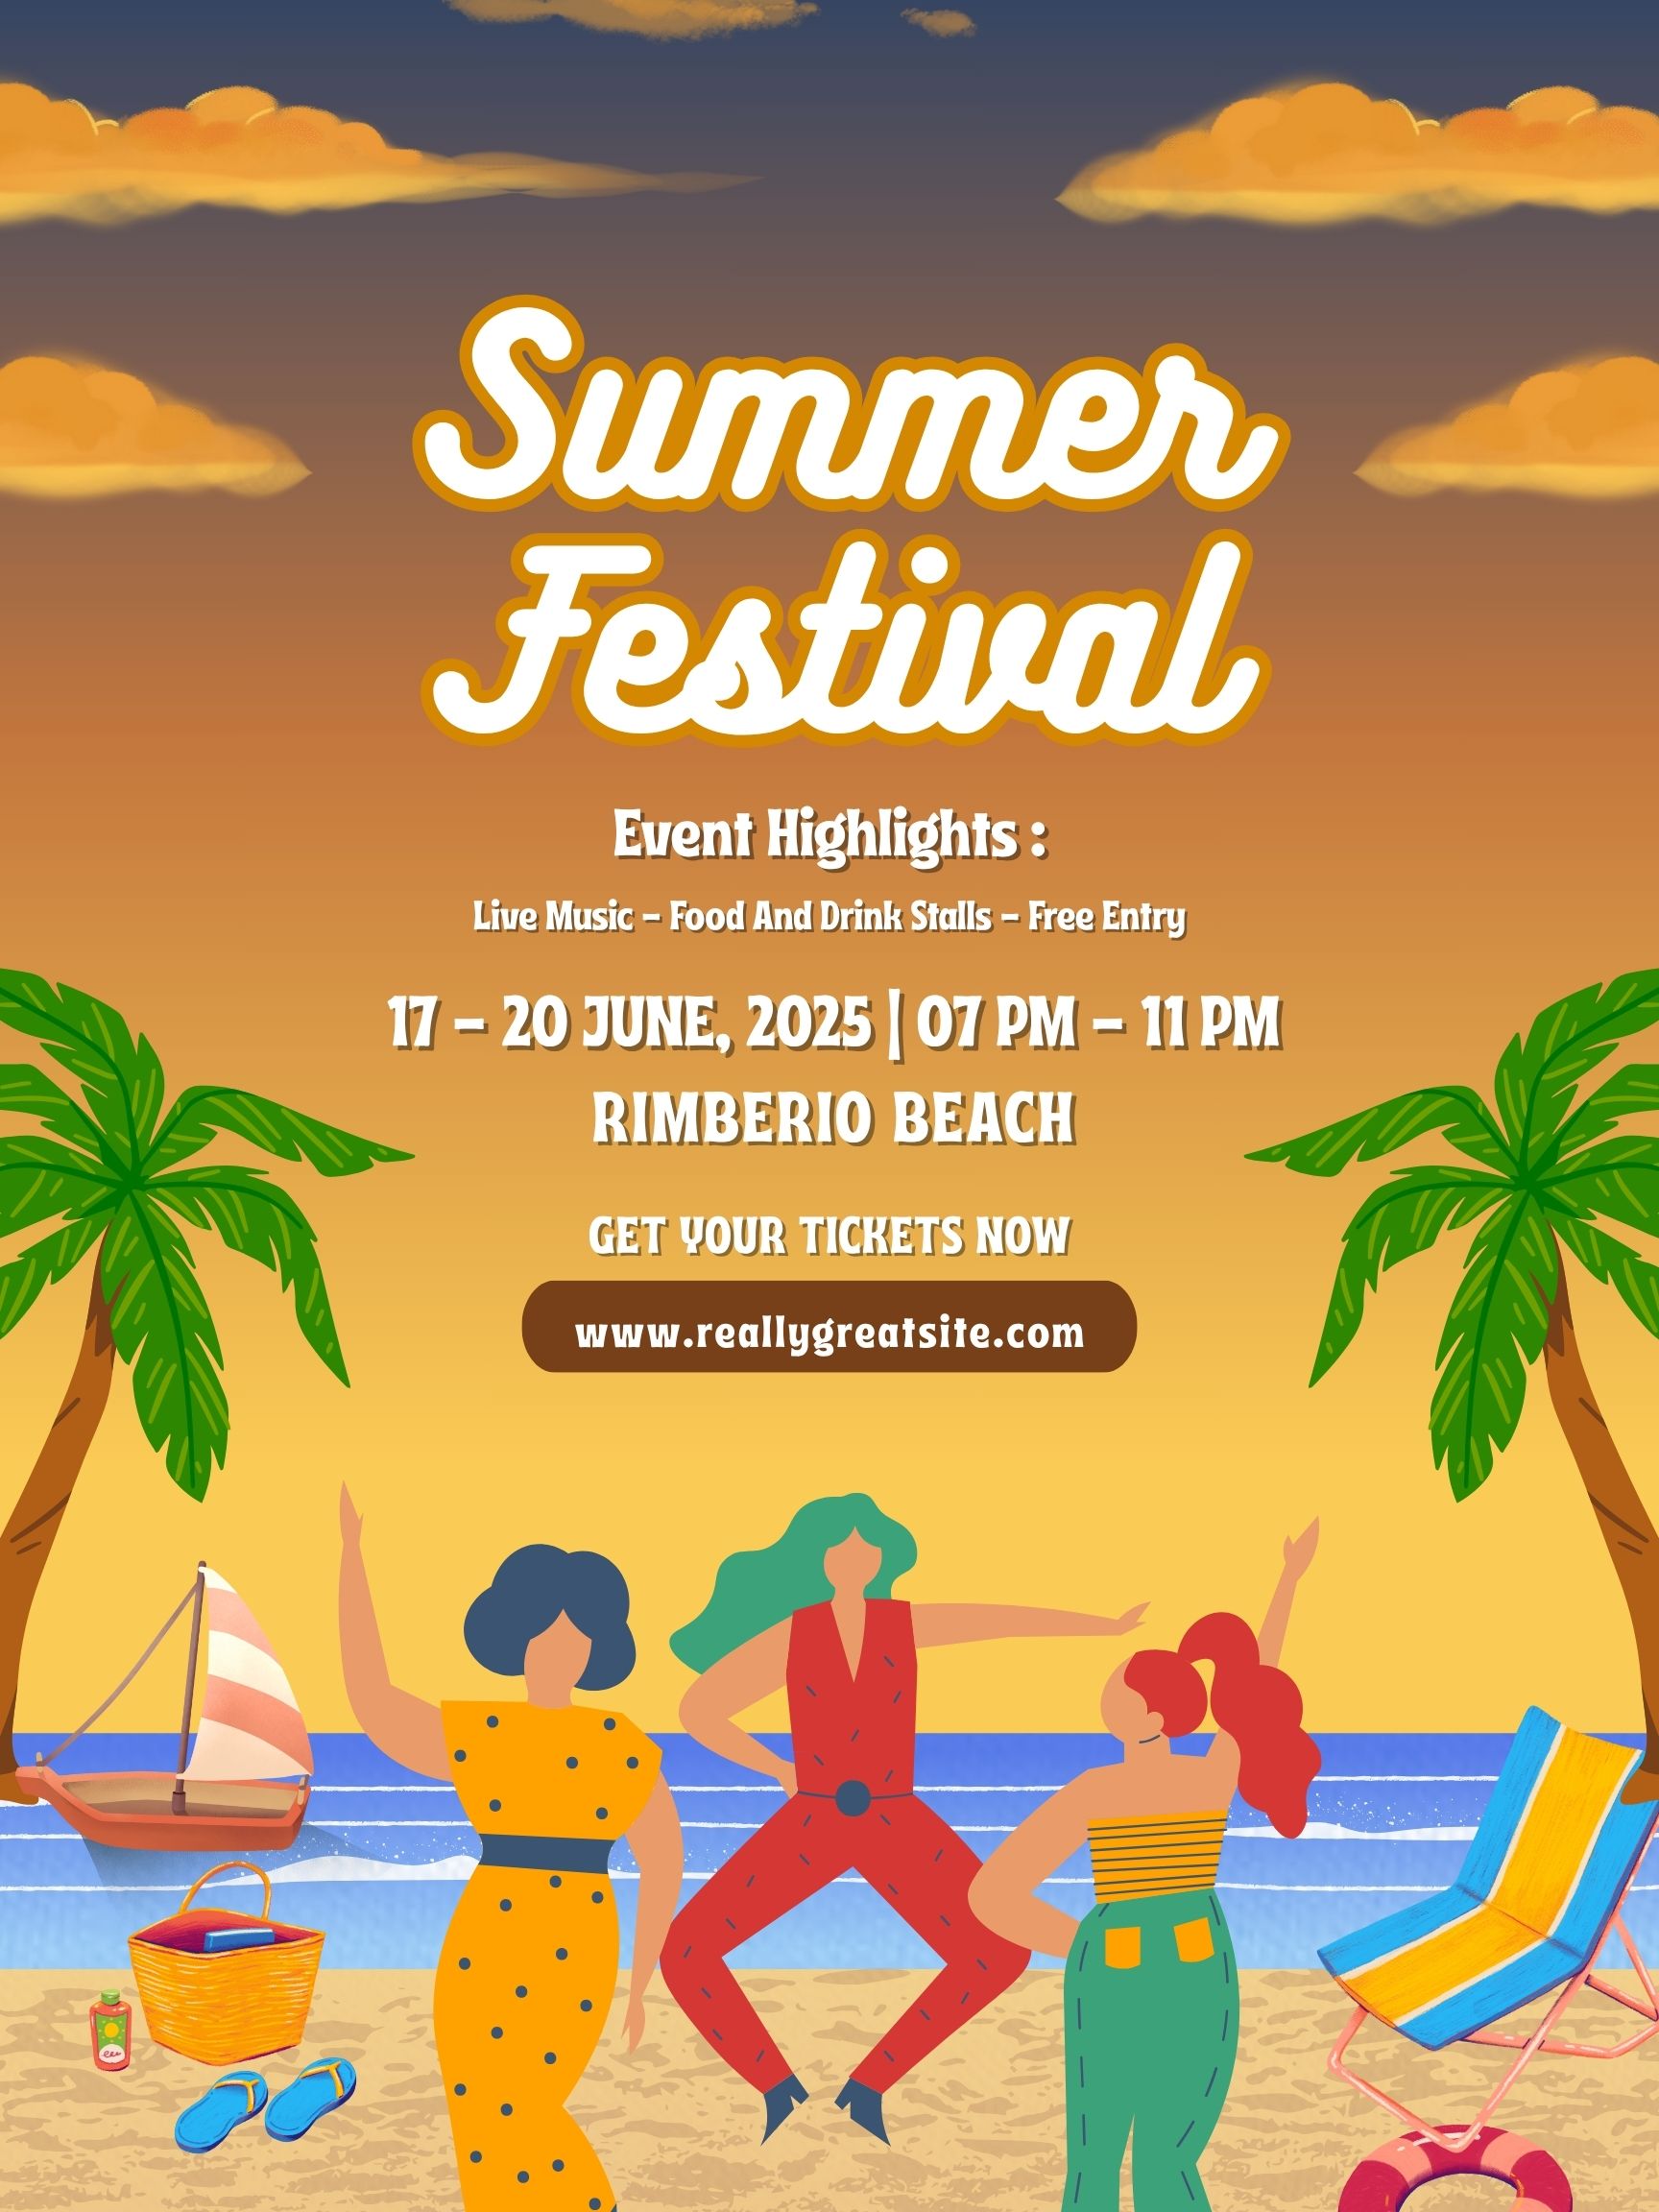 Summer
Festival
Event Highlights :
Live Music – Food And Drink Stalls – Free Entry
17 – 20 JUNE, 2025 | 07 PM – 11 PM
RIMBERIO BEACH
GET YOUR TICKETS NOW
www.reallygreatsite.com